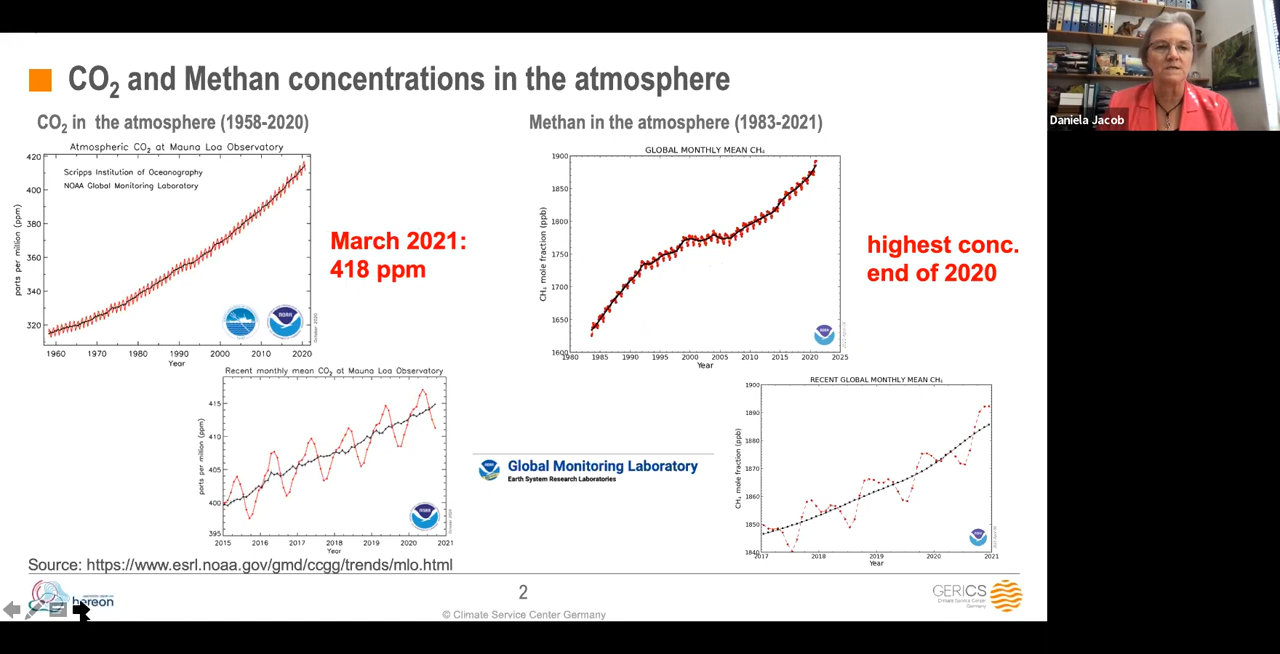 CO2 and Methan concentrations in the atmosphere
CO2 in the atmosphere (1958-2020)
Methan in the atmosphere (1983-2021)
Atmospheric CO2 at Mauna Loa Observatory
Scripps Institution of Oceanography
NOAA Global Monitoring Laboratory
parts per million (ppm)
420
400
380
360
340
320
1960 1970 1980 1990 2000 2010 2020
Year
NOAA
October 2020
March 2021:
418 ppm
GLOBAL MONTHLY MEAN CH4
CH4 mole fraction (ppb)
1900
1850
1800
1750
1700
1650
1600
1980 1985 1990 1995 2000 2005 2010 2015 2020 2025
Year
highest conc.
end of 2020
Recent monthly mean CO2 at Mauna Loa Observatory
parts per million (ppm)
415
410
405
400
395
2015 2016 2017 2018 2019 2020 2021
Year
Global Monitoring Laboratory
Earth System Research Laboratories
RECENT GLOBAL MONTHLY MEAN CH4
CH4 mole fraction (ppb)
1900
1890
1880
1870
1860
1850
1840
2017 2018 2019 2020 2021
Year
Source: https://www.esrl.noaa.gov/gmd/ccgg/trends/mlo.html
hereon
2
© Climate Service Center Germany
GERICS
Climate Service Center
Germany
Daniela Jacob